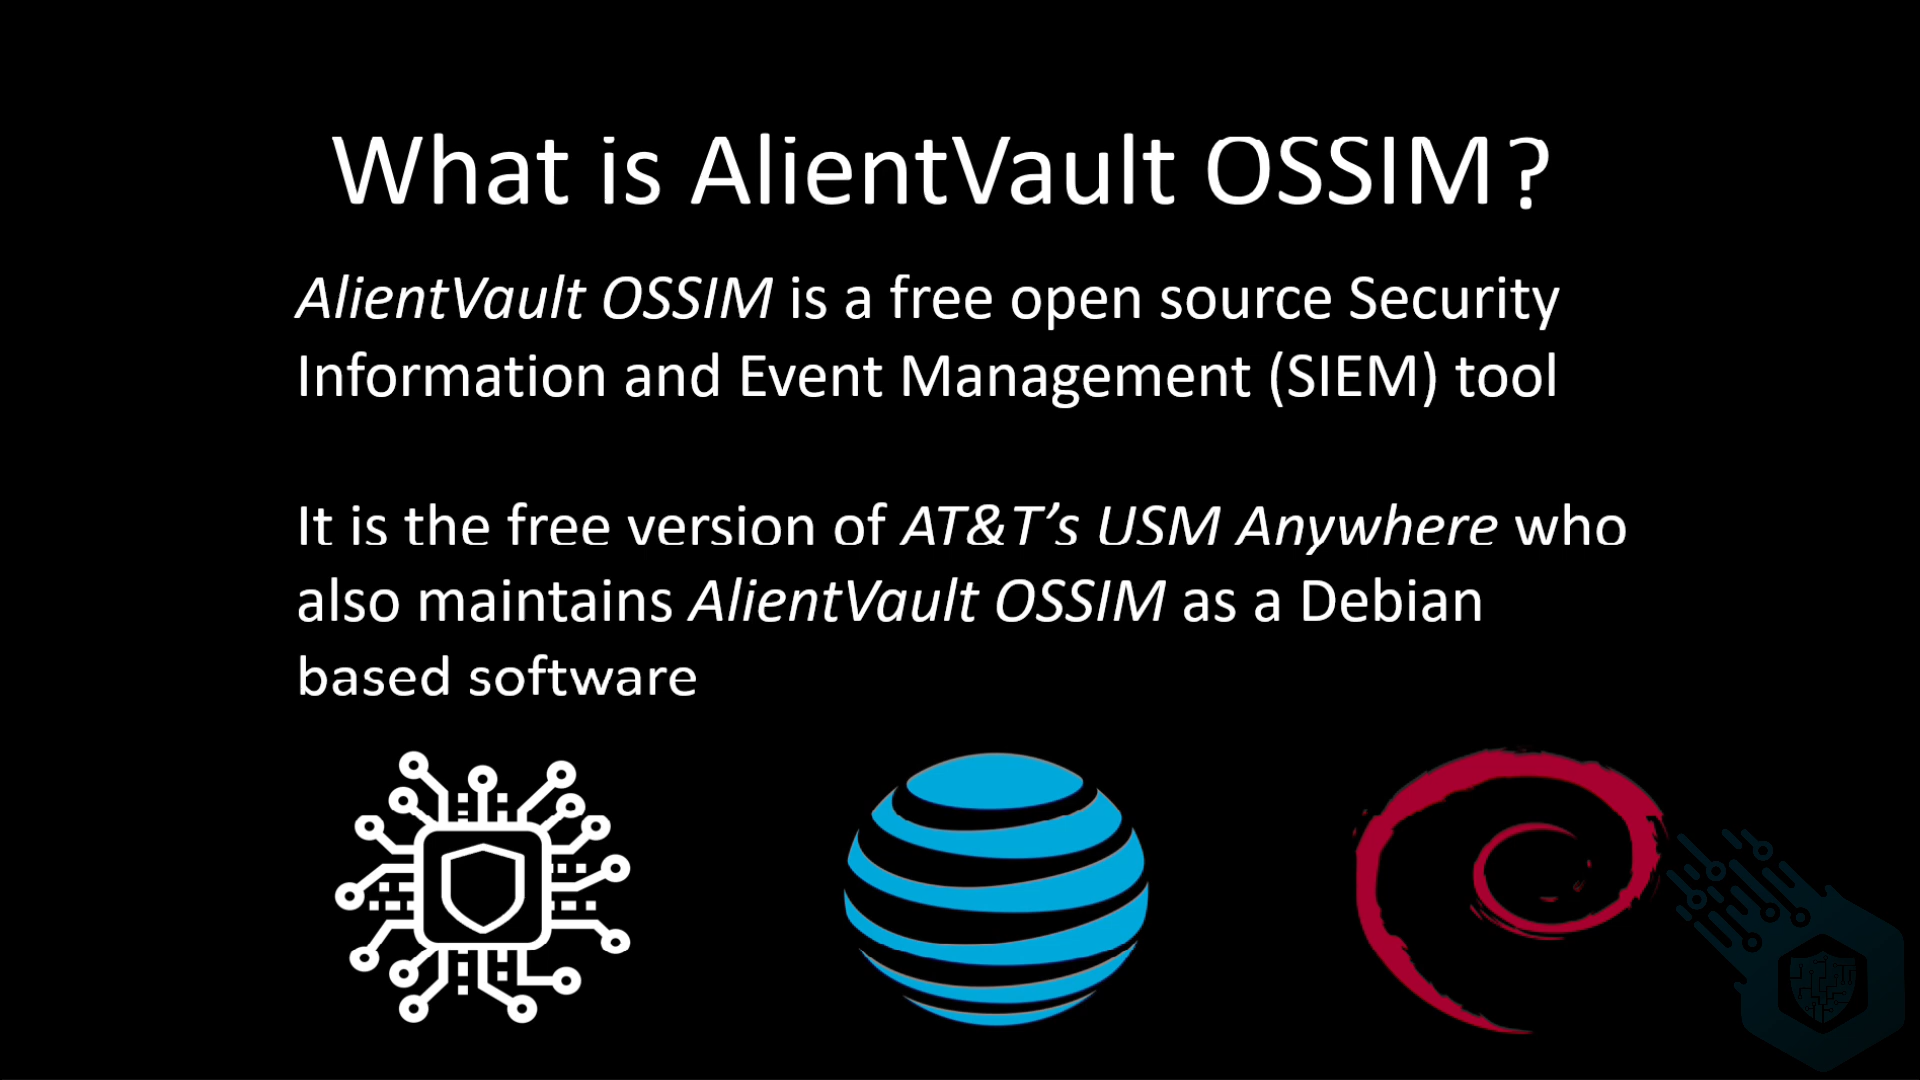 What is AlientVault OSSIM?
AlientVault OSSIM is a free open source Security
Information and Event Management (SIEM) tool
It is the free version of AT&T’s USM Anywhere who
also maintains AlientVault OSSIM as a Debian
based software